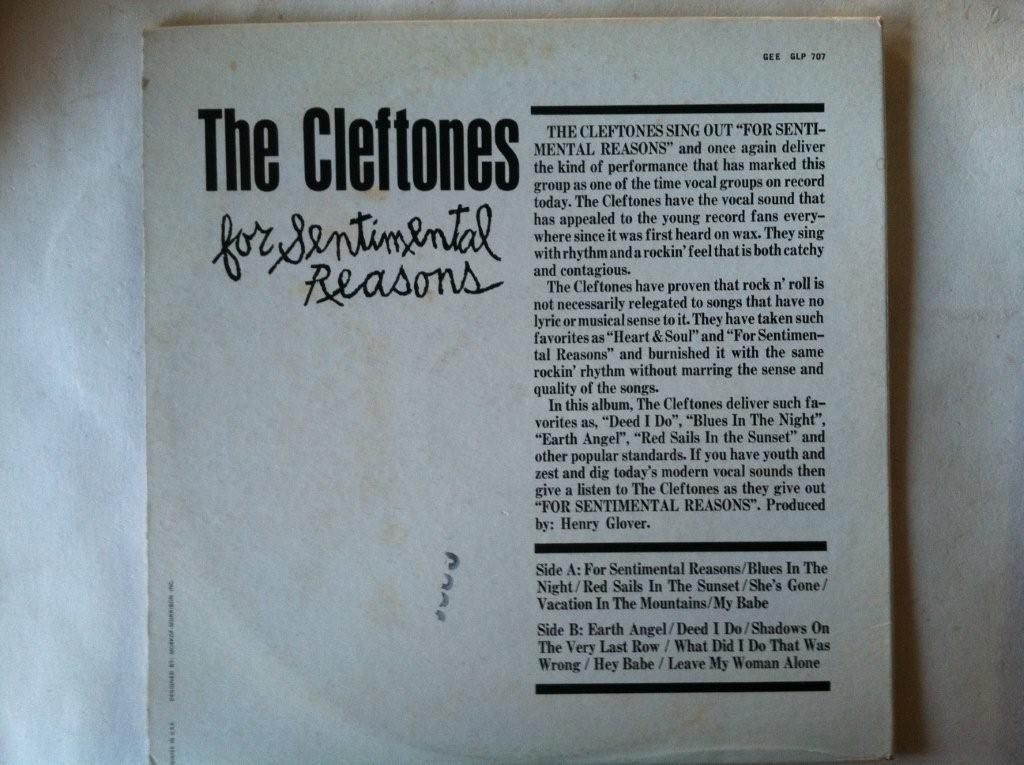 GEE GLP 707
The Cleftones
for Sentimental
Reasons
THE CLEFTONES SING OUT “FOR SENTI-
MENTAL REASONS” and once again deliver
the kind of performance that has marked this
group as one of the time vocal groups on record
today. The Cleftones have the vocal sound that
has appealed to the young record fans every-
where since it was first heard on wax. They sing
with rhythm and a rockin’ feel that is both catchy
and contagious.
The Cleftones have proven that rock n’ roll is
not necessarily relegated to songs that have no
lyric or musical sense to it. They have taken such
favorites as “Heart & Soul” and “For Sentimen-
tal Reasons” and burnished it with the same
rockin’ rhythm without marring the sense and
quality of the songs.
In this album, The Cleftones deliver such fa-
vorites as, “Deed I Do”, “Blues In The Night”,
“Earth Angel”, “Red Sails In the Sunset” and
other popular standards. If you have youth and
zest and dig today’s modern vocal sounds then
give a listen to The Cleftones as they give out
“FOR SENTIMENTAL REASONS”. Produced
by: Henry Glover.
Side A: For Sentimental Reasons/Blues In The
Night/Red Sails In The Sunset/She’s Gone/
Vacation In The Mountains/My Babe
Side B: Earth Angel/Deed I Do/Shadows On
The Very Last Row / What Did I Do That Was
Wrong / Hey Babe / Leave My Woman Alone
DESIGNED BY:
IN U.S.A.